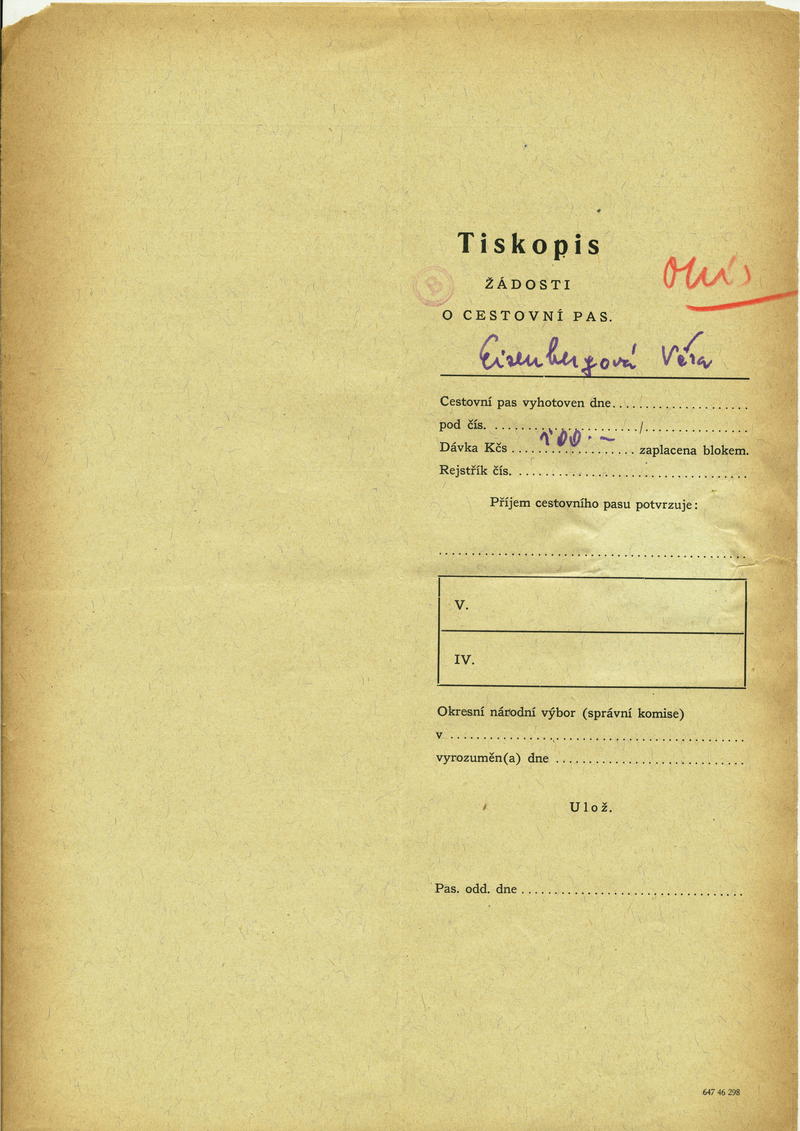 Tiskopis
ŽÁDOSTI
B
O CESTOVNÍ PAS.
Eisenbergová Věra
Cestovní pas vyhotoven dne......................
pod čís. ....................../................
Dávka Kčs ....100.—.... zaplacena blokem.
Rejstřík čís. ...................................
Příjem cestovního pasu potvrzuje:
...............................................
V.
IV.
Okresní národní výbor (správní komise)
v .............................................
vyrozuměn(a) dne .............................
Ulož.
Pas. odd. dne ..................................
647 46 298